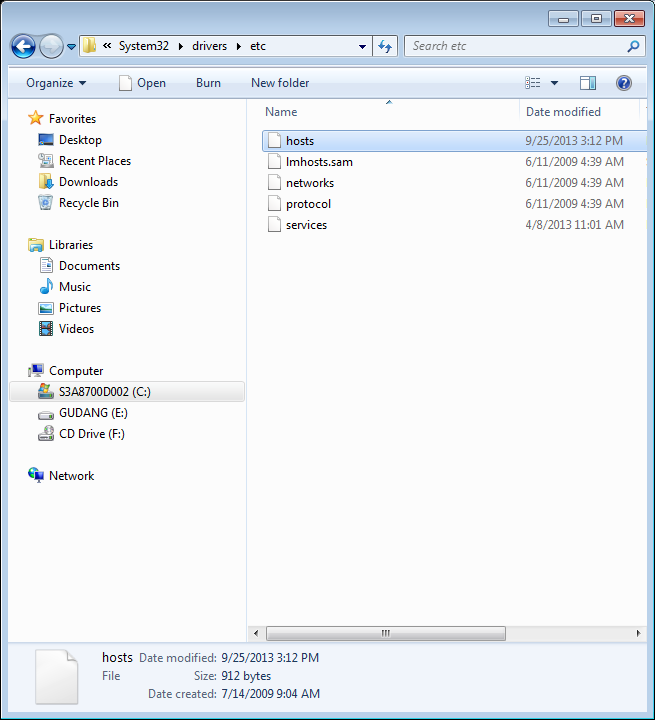 « System32 ▸ drivers ▸ etc
Search etc
Organize Open Burn New folder
Favorites
Desktop
Recent Places
Downloads
Recycle Bin
Libraries
Documents
Music
Pictures
Videos
Computer
S3A8700D002 (C:)
GUDANG (E:)
CD Drive (F:)
Network
Name Date modified
hosts 9/25/2013 3:12 PM
lmhosts.sam 6/11/2009 4:39 AM
networks 6/11/2009 4:39 AM
protocol 6/11/2009 4:39 AM
services 4/8/2013 11:01 AM
hosts Date modified: 9/25/2013 3:12 PM
File Size: 912 bytes
Date created: 7/14/2009 9:04 AM